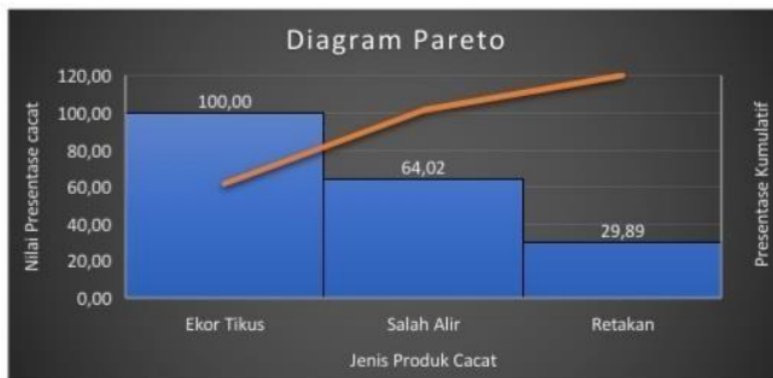 Diagram Pareto
Nilai Presentase cacat
120,00
100,00
80,00
60,00
40,00
20,00
0,00
100,00
64,02
29,89
Ekor Tikus
Salah Alir
Retakan
Jenis Produk Cacat
Presentase Kumulatif